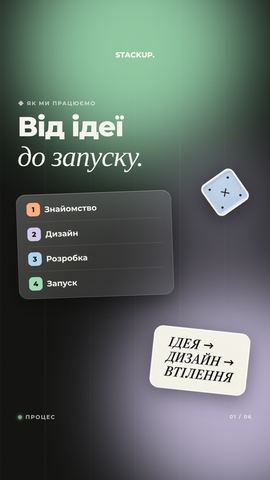 STACKUP.
ЯК МИ ПРАЦЮЄМО
Від ідеї
до запуску.
1 Знайомство
2 Дизайн
3 Розробка
4 Запуск
ІДЕЯ →
ДИЗАЙН →
ВТІЛЕННЯ
ПРОЦЕС
01 / 06